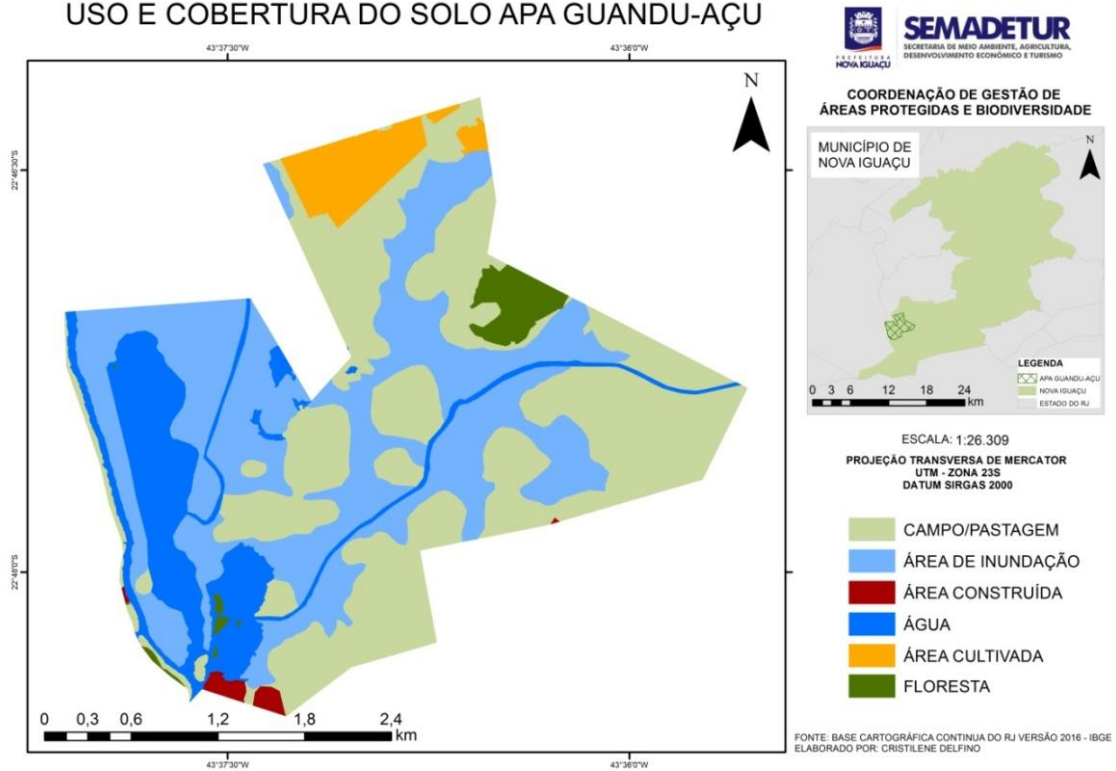 USO E COBERTURA DO SOLO APA GUANDU-AÇU
43°37'30"W
43°36'0"W
22°46'30"S
22°48'0"S
N
0 0,3 0,6 1,2 1,8 2,4
km
43°37'30"W
43°36'0"W
PREFEITURA
NOVA IGUAÇU
SEMADETUR
SECRETARIA DE MEIO AMBIENTE, AGRICULTURA,
DESENVOLVIMENTO ECONÔMICO E TURISMO
COORDENAÇÃO DE GESTÃO DE
ÁREAS PROTEGIDAS E BIODIVERSIDADE
MUNICÍPIO DE
NOVA IGUAÇU
N
LEGENDA
APA GUANDU-AÇU
NOVA IGUAÇU
ESTADO DO RJ
0 3 6 12 18 24
km
ESCALA: 1:26.309
PROJEÇÃO TRANSVERSA DE MERCATOR
UTM - ZONA 23S
DATUM SIRGAS 2000
CAMPO/PASTAGEM
ÁREA DE INUNDAÇÃO
ÁREA CONSTRUÍDA
ÁGUA
ÁREA CULTIVADA
FLORESTA
FONTE: BASE CARTOGRÁFICA CONTINUA DO RJ VERSÃO 2016 - IBGE
ELABORADO POR: CRISTILENE DELFINO